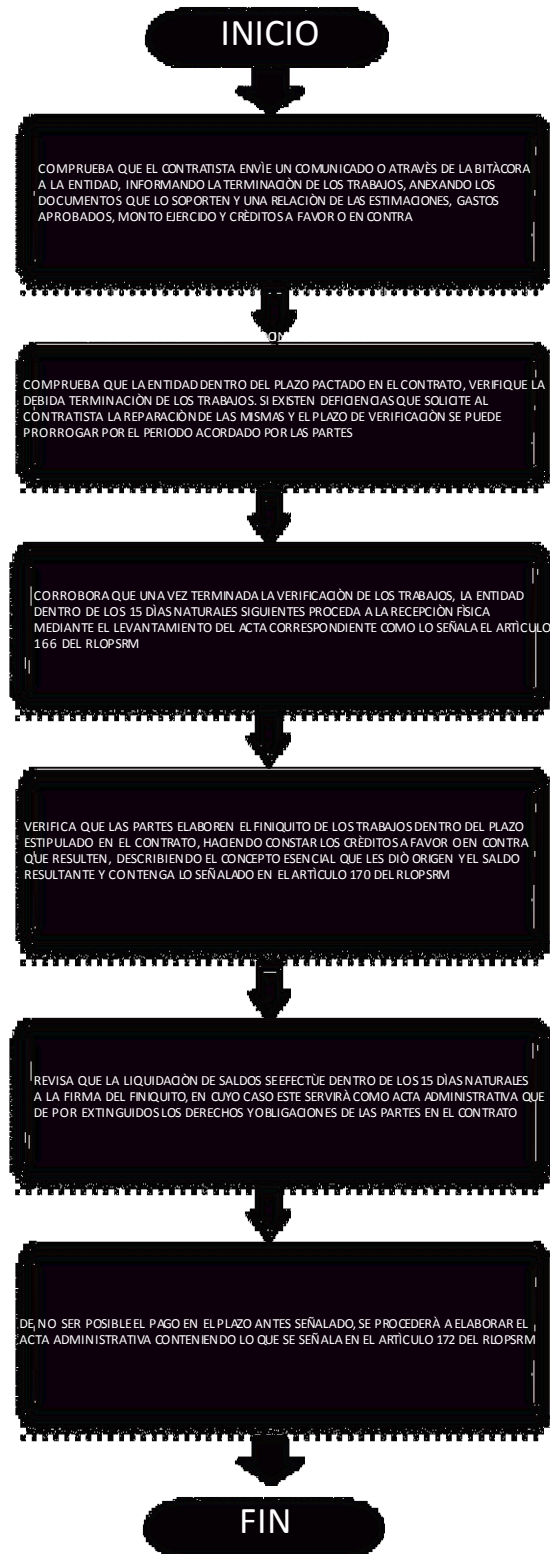 INICIO
COMPRUEBA QUE EL CONTRATISTA ENVÌE UN COMUNICADO O ATRAVÈS DE LA BITÀCORA
A LA ENTIDAD, INFORMANDO LA TERMINACIÒN DE LOS TRABAJOS, ANEXANDO LOS
DOCUMENTOS QUE LO SOPORTEN Y UNA RELACIÒN DE LAS ESTIMACIONES, GASTOS
APROBADOS, MONTO EJERCIDO Y CRÈDITOS A FAVOR O EN CONTRA
COMPRUEBA QUE LA ENTIDAD DENTRO DEL PLAZO PACTADO EN EL CONTRATO, VERIFIQUE LA
DEBIDA TERMINACIÒN DE LOS TRABAJOS. SI EXISTEN DEFICIENCIAS QUE SOLICITE AL
CONTRATISTA LA REPARACIÒN DE LAS MISMAS Y EL PLAZO DE VERIFICACIÒN SE PUEDE
PRORROGAR POR EL PERIODO ACORDADO POR LAS PARTES
CORROBORA QUE UNA VEZ TERMINADA LA VERIFICACIÒN DE LOS TRABAJOS, LA ENTIDAD
DENTRO DE LOS 15 DÌAS NATURALES SIGUIENTES PROCEDA A LA RECEPCIÒN FÌSICA
MEDIANTE EL LEVANTAMIENTO DEL ACTA CORRESPONDIENTE COMO LO SEÑALA EL ARTÌCULO
166 DEL RLOPSRM
VERIFICA QUE LAS PARTES ELABOREN EL FINIQUITO DE LOS TRABAJOS DENTRO DEL PLAZO
ESTIPULADO EN EL CONTRATO, HACIENDO CONSTAR LOS CRÈDITOS A FAVOR O EN CONTRA
QUE RESULTEN, DESCRIBIENDO EL CONCEPTO ESENCIAL QUE LES DIÒ ORIGEN Y EL SALDO
RESULTANTE Y CONTENGA LO SEÑALADO EN EL ARTÌCULO 170 DEL RLOPSRM
REVISA QUE LA LIQUIDACIÒN DE SALDOS SE EFECTÙE DENTRO DE LOS 15 DÌAS NATURALES
A LA FIRMA DEL FINIQUITO, EN CUYO CASO ESTE SERVIRÀ COMO ACTA ADMINISTRATIVA QUE
DE POR EXTINGUIDOS LOS DERECHOS Y OBLIGACIONES DE LAS PARTES EN EL CONTRATO
DE NO SER POSIBLE EL PAGO EN EL PLAZO ANTES SEÑALADO, SE PROCEDERÀ A ELABORAR EL
ACTA ADMINISTRATIVA CONTENIENDO LO QUE SE SEÑALA EN EL ARTÌCULO 172 DEL RLOPSRM
FIN